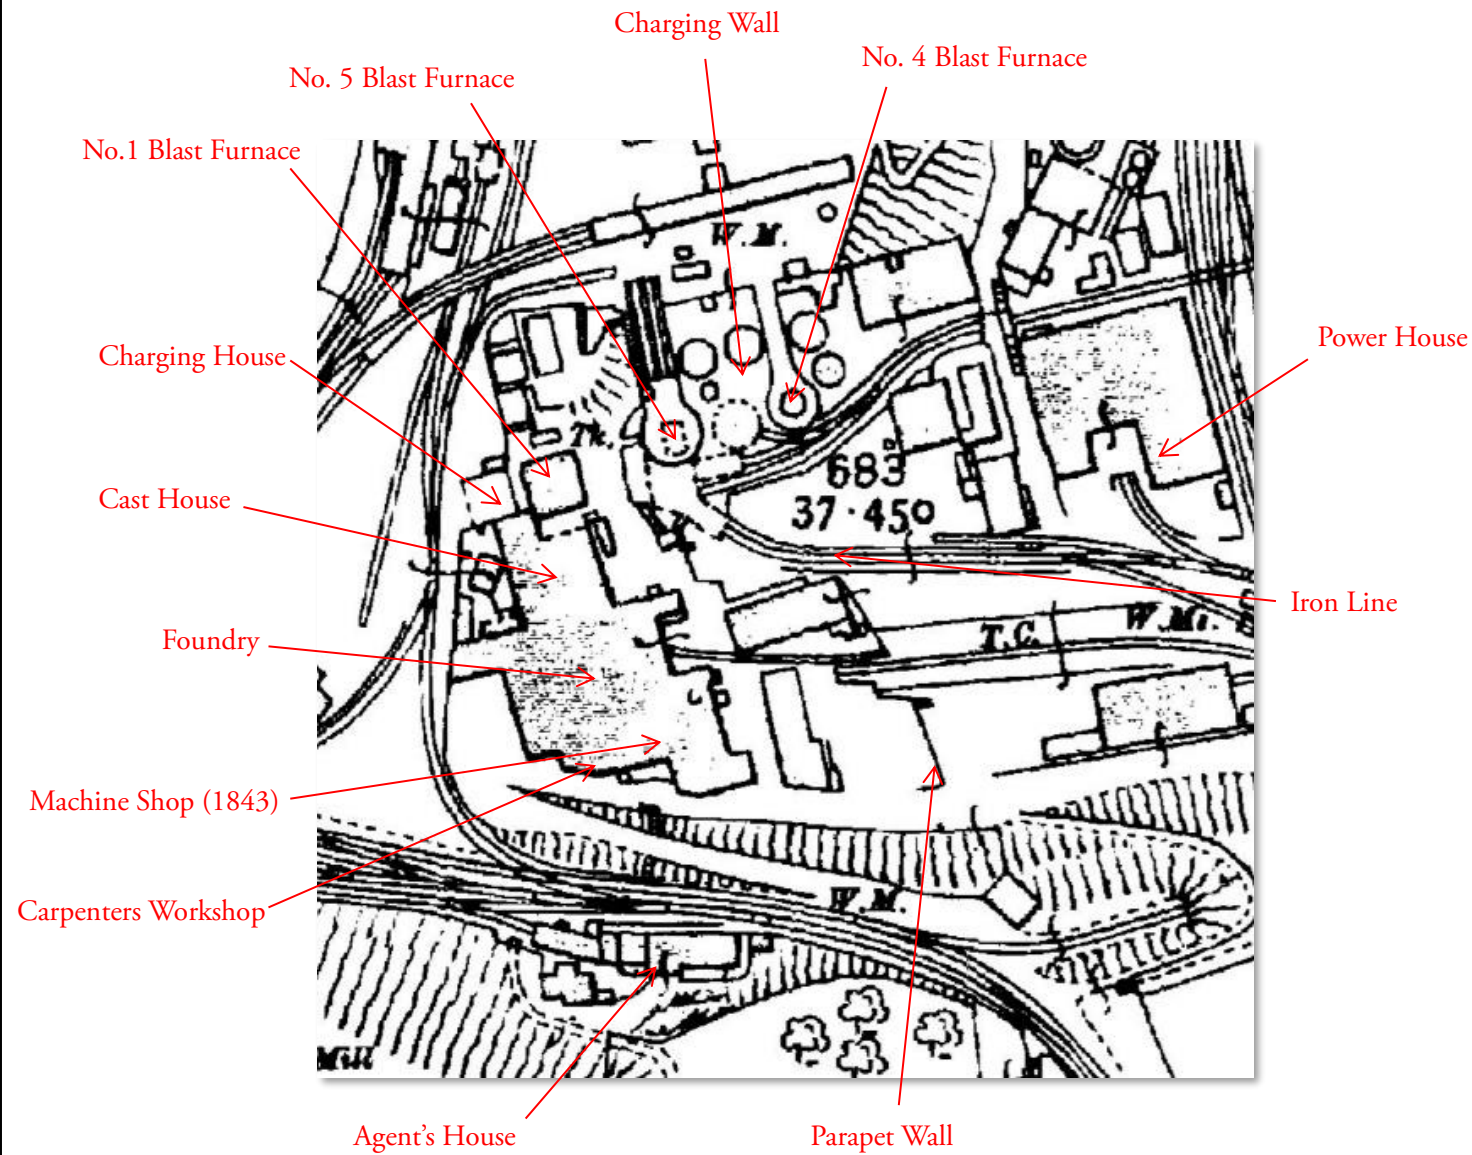 Charging Wall
No. 4 Blast Furnace
No. 5 Blast Furnace
No.1 Blast Furnace
W.M.
Power House
Charging House
Tk.
683
37·450
Cast House
Iron Line
T.C.
W.M.
Foundry
Machine Shop (1843)
Carpenters Workshop
W.M.
Mill
Agent's House
Parapet Wall